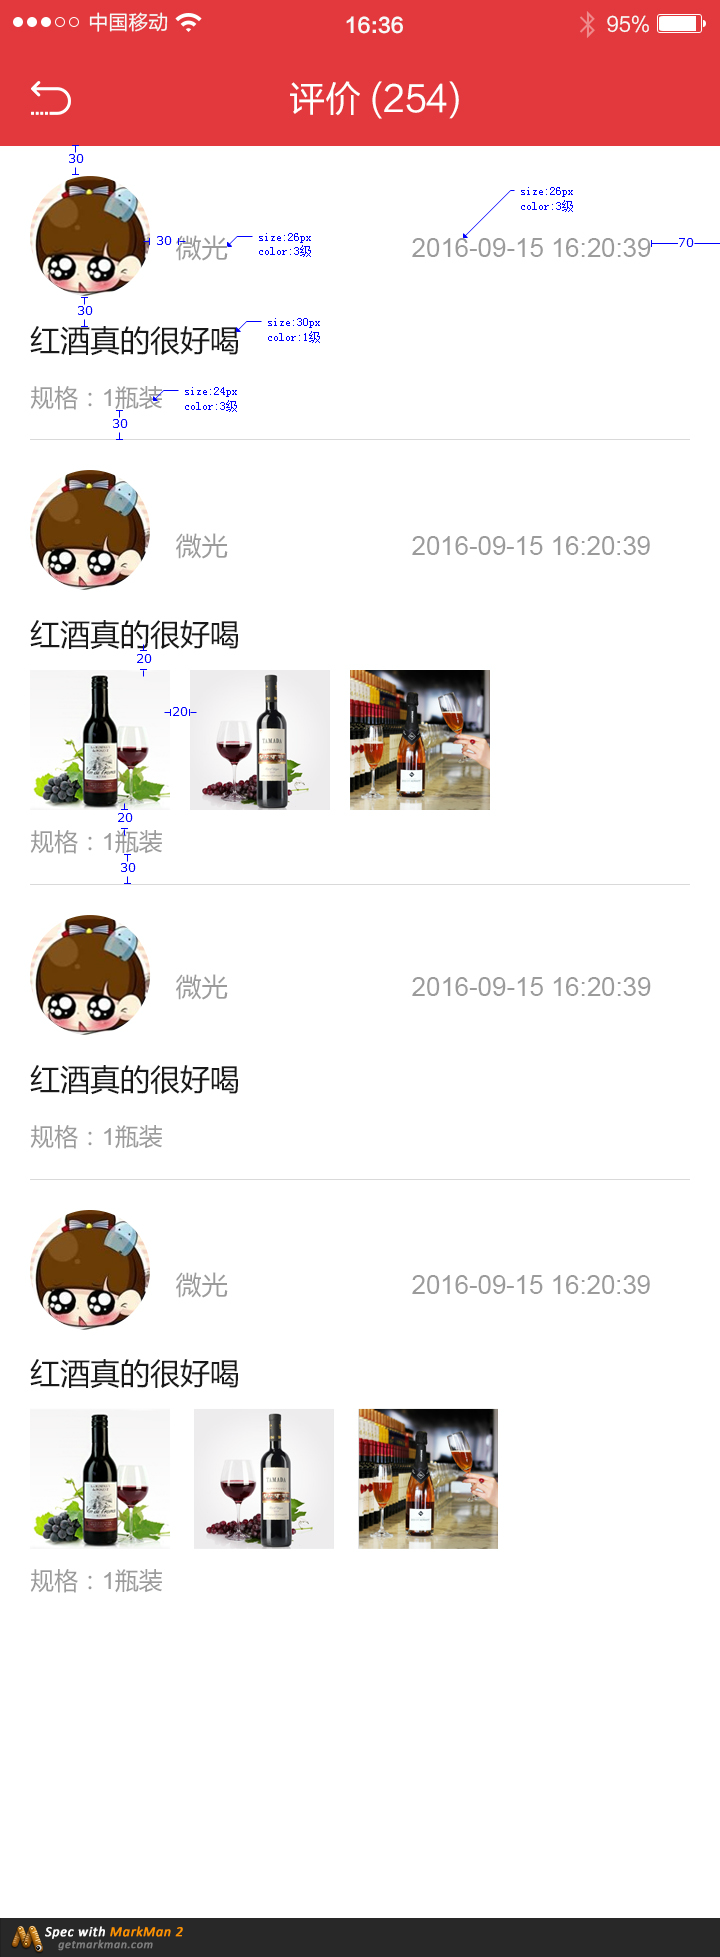 中国移动 16:36 95%
评价 (254)
30
size:26px
color:3级
30 微光 size:26px 2016-09-15 16:20:39 70
color:3级
30
红酒真的很好喝 size:30px
color:1级
规格：1瓶装 size:24px
color:3级
30
微光 2016-09-15 16:20:39
红酒真的很好喝
20
20
TAMADA
20
规格：1瓶装
30
微光 2016-09-15 16:20:39
红酒真的很好喝
规格：1瓶装
微光 2016-09-15 16:20:39
红酒真的很好喝
TAMADA
规格：1瓶装
Spec with MarkMan 2
getmarkman.com